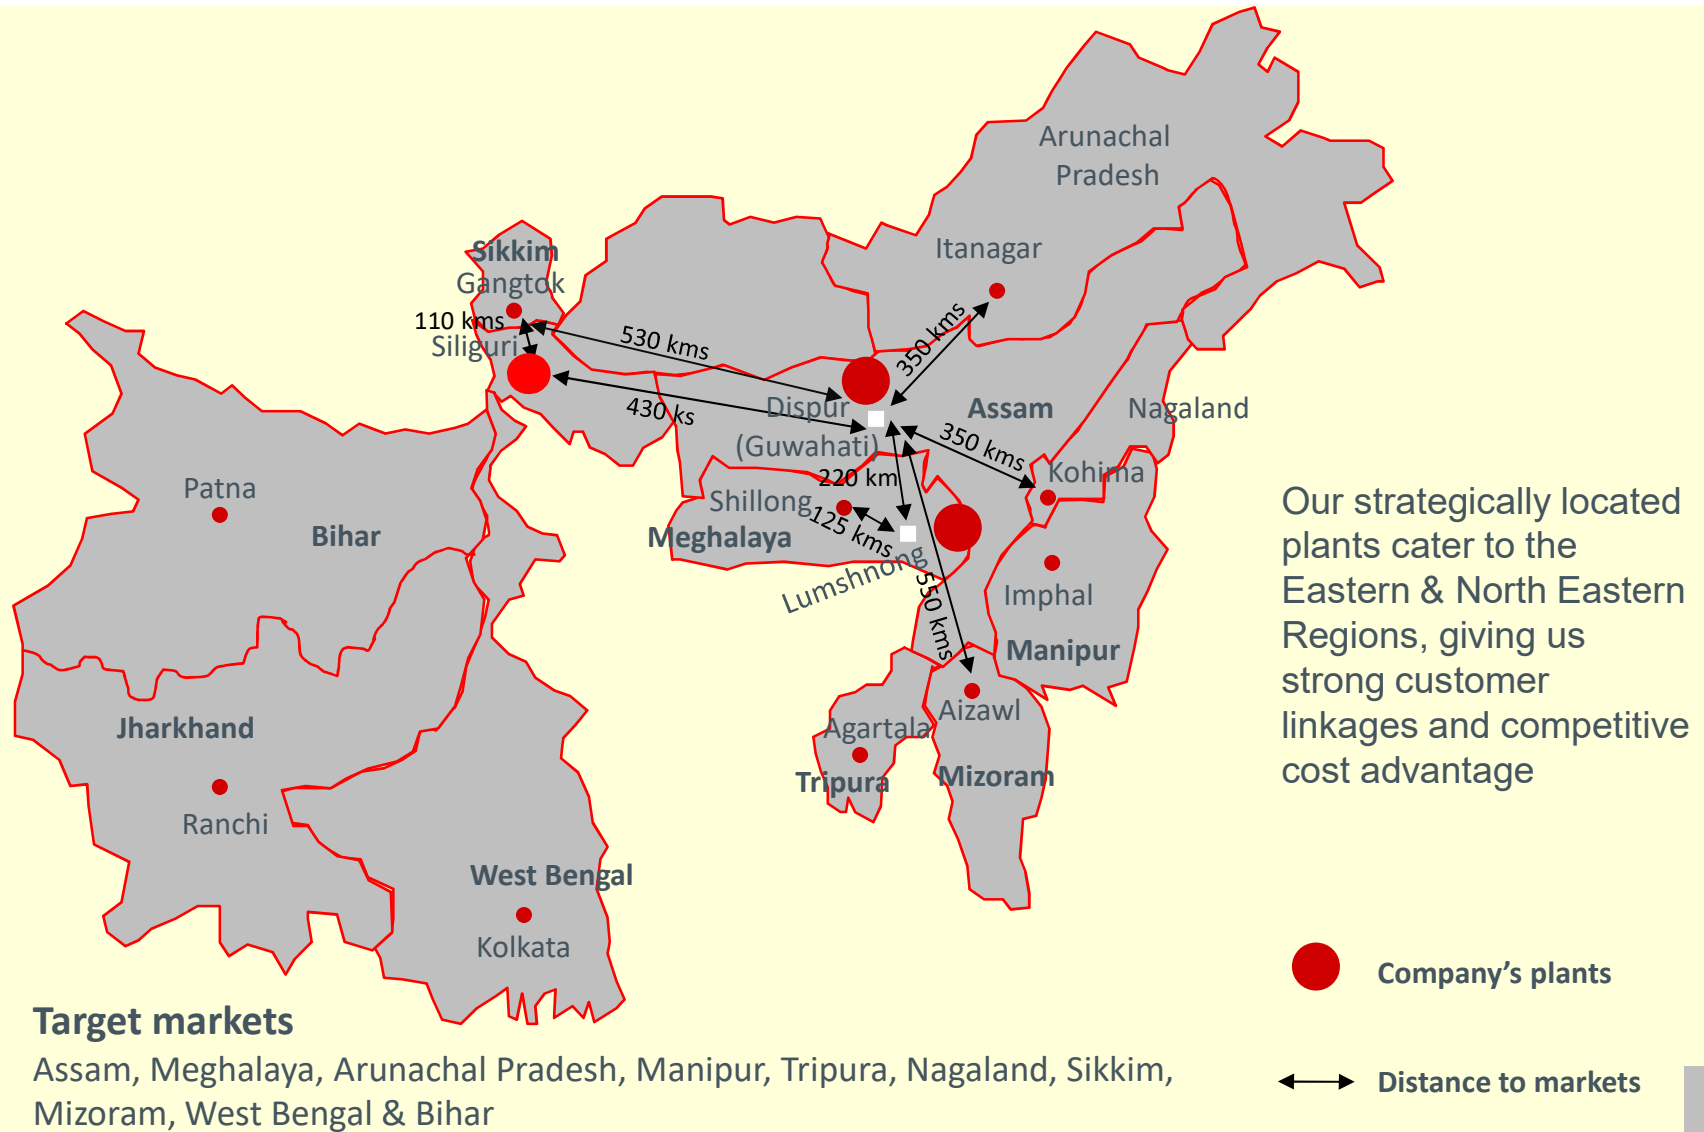 Arunachal
Pradesh
Itanagar
Sikkim
Gangtok
110 kms
Siliguri
530 kms
350 kms
430 ks
Dispur
(Guwahati)
Assam
Nagaland
350 kms
Kohima
220 km
Shillong
125 kms
Meghalaya
Lumshnong
550 kms
Imphal
Manipur
Patna
Bihar
Aizawl
Agartala
Tripura
Mizoram
Jharkhand
Ranchi
West Bengal
Kolkata
Our strategically located
plants cater to the
Eastern & North Eastern
Regions, giving us
strong customer
linkages and competitive
cost advantage
Company’s plants
Distance to markets
Target markets
Assam, Meghalaya, Arunachal Pradesh, Manipur, Tripura, Nagaland, Sikkim,
Mizoram, West Bengal & Bihar